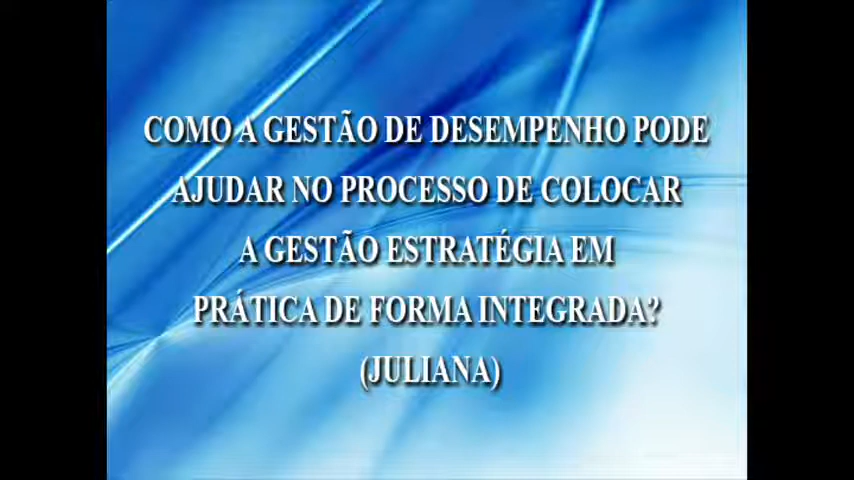 COMO A GESTÃO DE DESEMPENHO PODE
AJUDAR NO PROCESSO DE COLOCAR
A GESTÃO ESTRATÉGIA EM
PRÁTICA DE FORMA INTEGRADA?
(JULIANA)